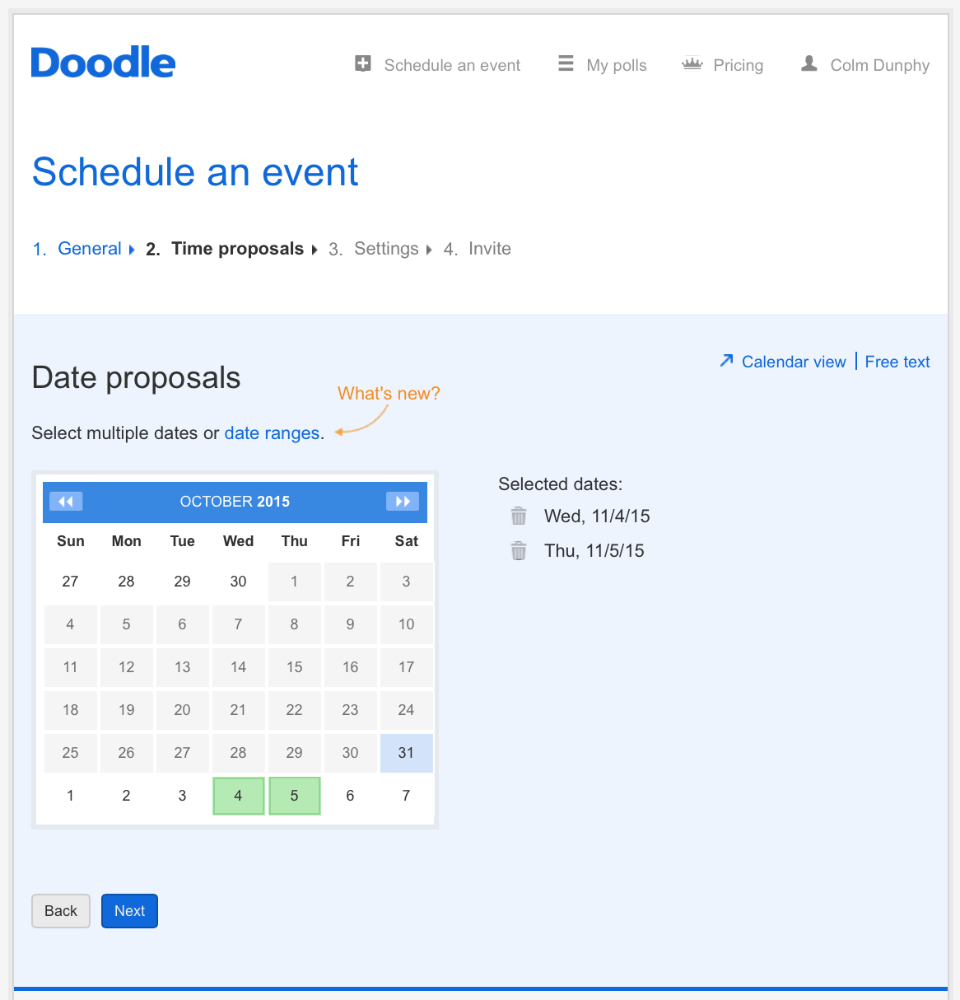 Doodle
Schedule an event My polls Pricing Colm Dunphy
Schedule an event
1. General 2. Time proposals 3. Settings 4. Invite
Calendar view Free text
Date proposals
What's new?
Select multiple dates or date ranges.
OCTOBER 2015
Sun Mon Tue Wed Thu Fri Sat
27 28 29 30 1 2 3
4 5 6 7 8 9 10
11 12 13 14 15 16 17
18 19 20 21 22 23 24
25 26 27 28 29 30 31
1 2 3 4 5 6 7
Selected dates:
Wed, 11/4/15
Thu, 11/5/15
Back Next